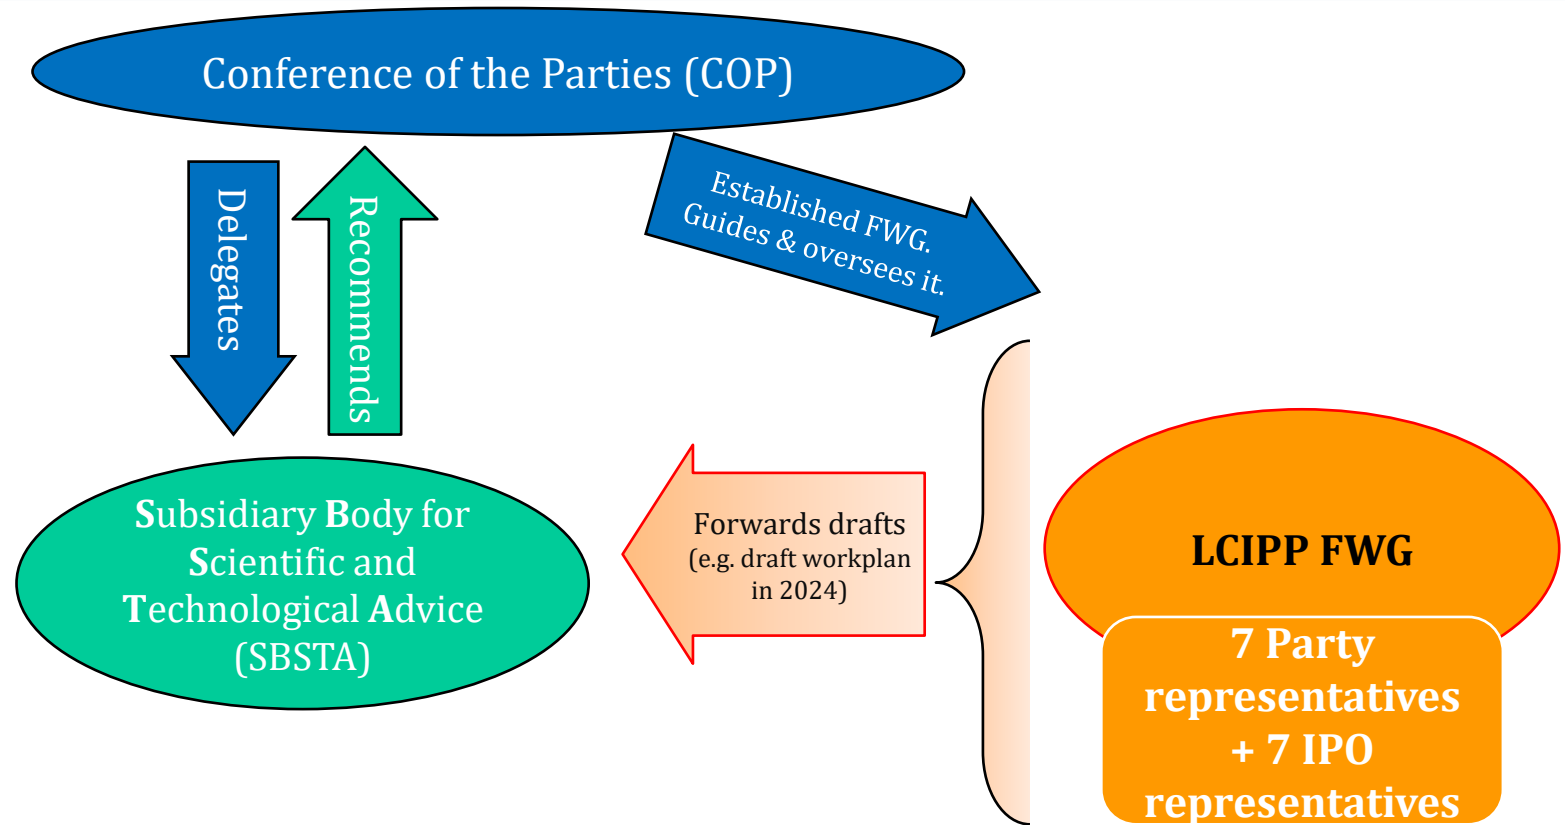 Conference of the Parties (COP)
Delegates
Recommends
Established FWG.
Guides & oversees it.
Subsidiary Body for
Scientific and
Technological Advice
(SBSTA)
Forwards drafts
(e.g. draft workplan
in 2024)
LCIPP FWG
7 Party
representatives
+ 7 IPO
representatives